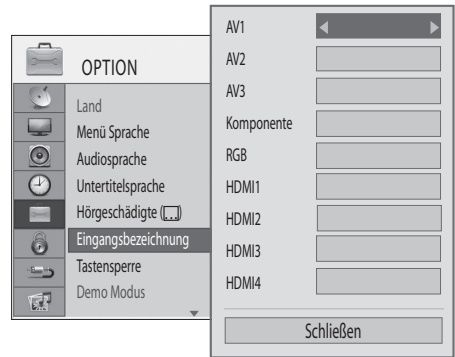 OPTION
Land
Menü Sprache
Audiosprache
Untertitelsprache
Hörgeschädigte ( )
Eingangsbezeichnung
Tastensperre
Demo Modus
AV1
AV2
AV3
Komponente
RGB
HDMI1
HDMI2
HDMI3
HDMI4
Schließen